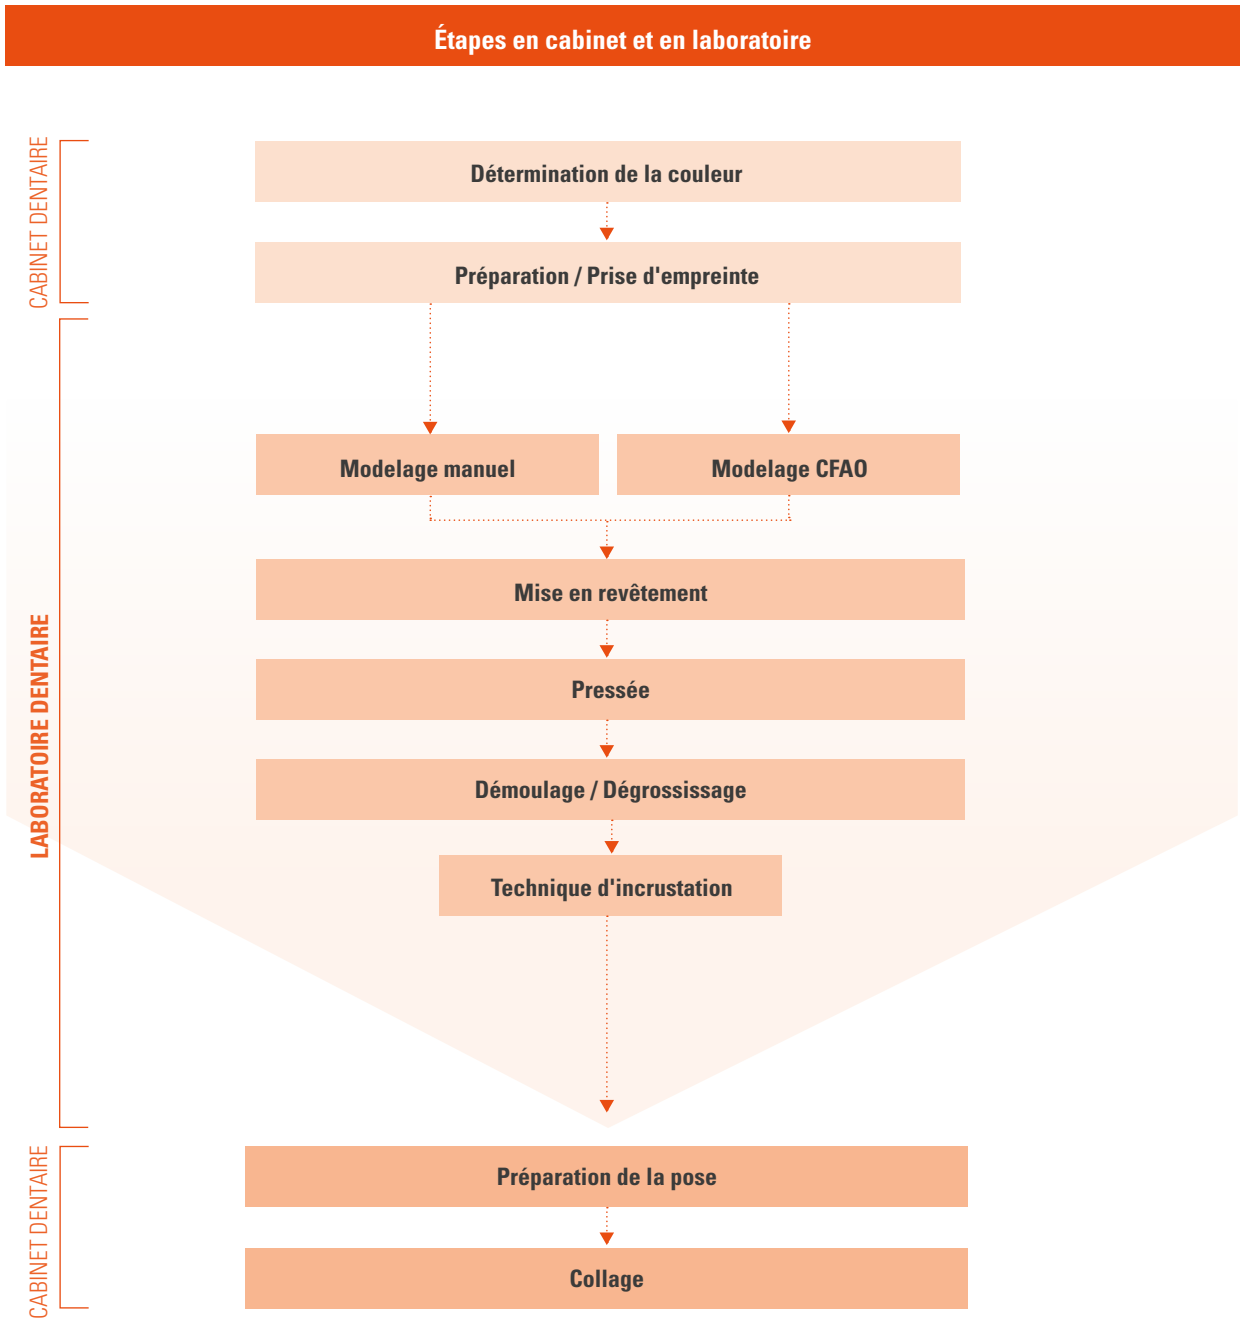 Étapes en cabinet et en laboratoire
CABINET DENTAIRE
Détermination de la couleur
Préparation / Prise d'empreinte
LABORATOIRE DENTAIRE
Modelage manuel
Modelage CFAO
Mise en revêtement
Pressée
Démoulage / Dégrossissage
Technique d'incrustation
CABINET DENTAIRE
Préparation de la pose
Collage